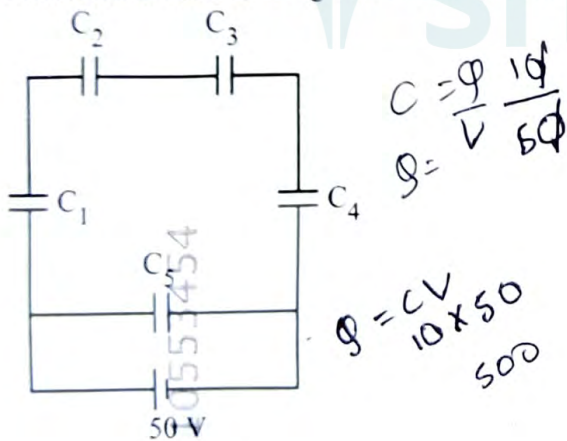 C₂ C₃
C₁
C₄
C₅
50 V
C = Q/V 10/50
Q =
Q = CV
10 × 50
500